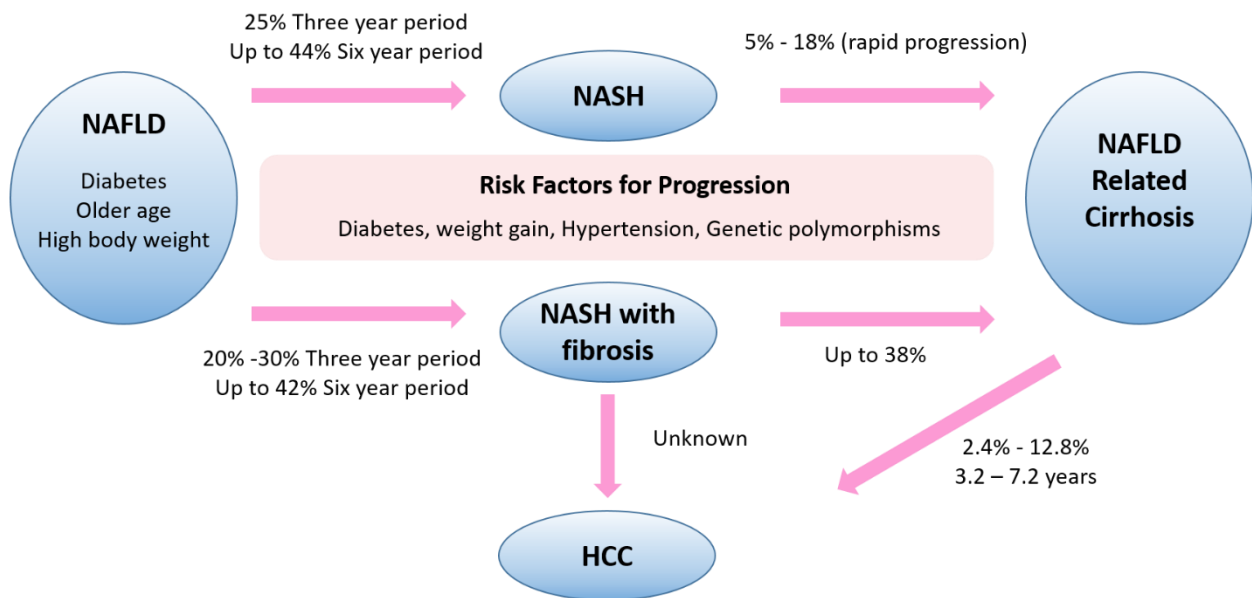 25% Three year period
Up to 44% Six year period
5% - 18% (rapid progression)
NAFLD
Diabetes
Older age
High body weight
NASH
NAFLD
Related
Cirrhosis
Risk Factors for Progression
Diabetes, weight gain, Hypertension, Genetic polymorphisms
NASH with
fibrosis
20% -30% Three year period
Up to 42% Six year period
Up to 38%
Unknown
2.4% - 12.8%
3.2 – 7.2 years
HCC